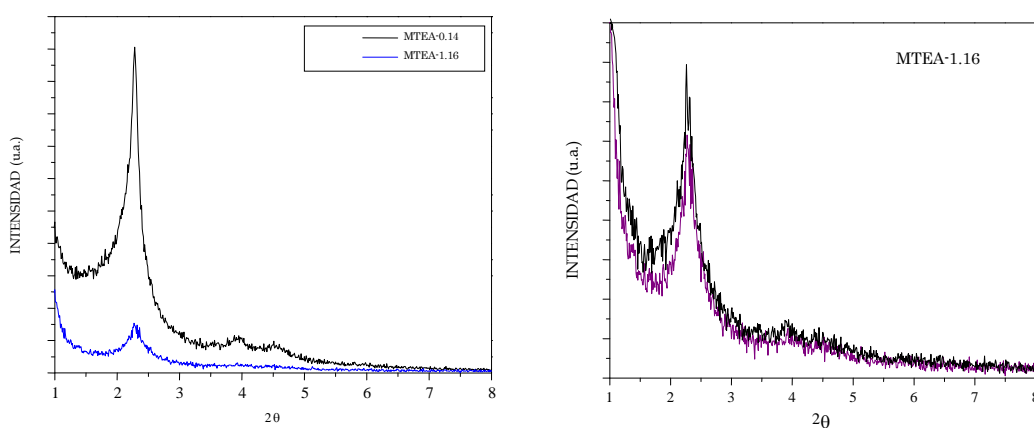 MTEA-0.14
MTEA-1.16
INTENSIDAD (u.a.)
1 2 3 4 5 6 7 8
2θ
MTEA-1.16
INTENSIDAD (u.a.)
1 2 3 4 5 6 7 8
2θ